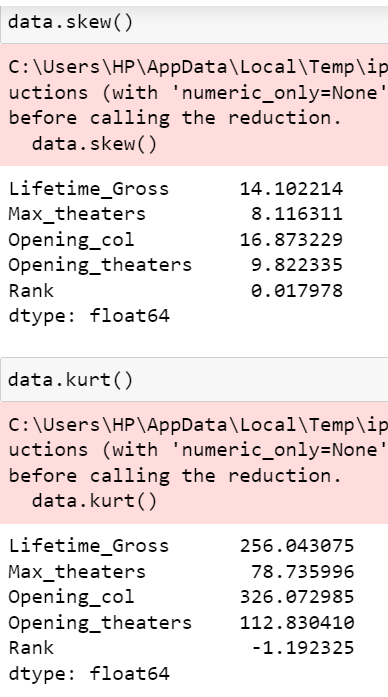 data.skew()
C:\Users\HP\AppData\Local\Temp\ip
uctions (with 'numeric_only=None'
before calling the reduction.
data.skew()
Lifetime_Gross 14.102214
Max_theaters 8.116311
Opening_col 16.873229
Opening_theaters 9.822335
Rank 0.017978
dtype: float64
data.kurt()
C:\Users\HP\AppData\Local\Temp\ip
uctions (with 'numeric_only=None'
before calling the reduction.
data.kurt()
Lifetime_Gross 256.043075
Max_theaters 78.735996
Opening_col 326.072985
Opening_theaters 112.830410
Rank -1.192325
dtype: float64